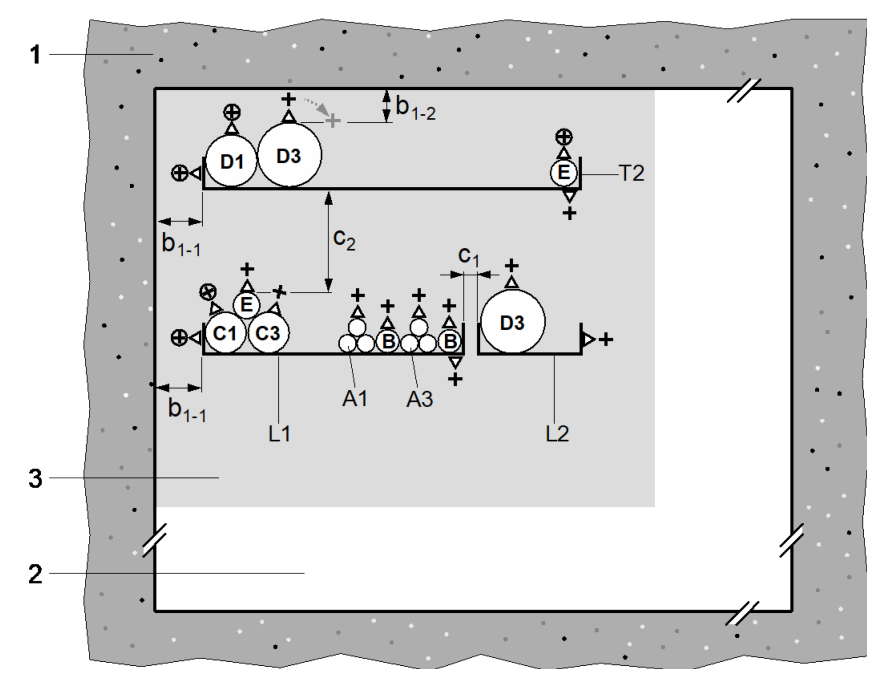 1
b1-2
D1 D3
E T2
b1-1
c2
c1
E
C1 C3 B B D3
b1-1
A1 A3
L1 L2
3
2